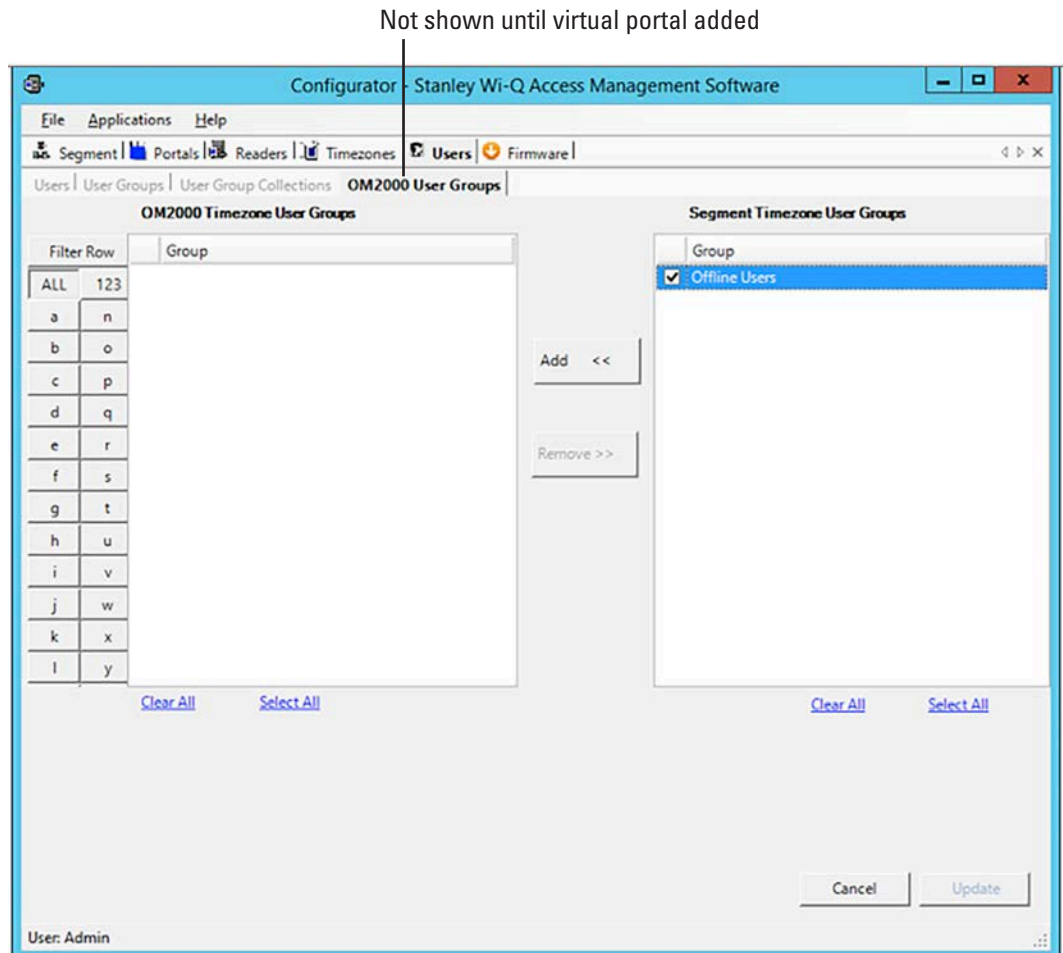 Not shown until virtual portal added
Configurator - Stanley Wi-Q Access Management Software
File Applications Help
Segment Portals Readers Timezones Users Firmware
Users User Groups User Group Collections OM2000 User Groups
OM2000 Timezone User Groups Segment Timezone User Groups
Filter Row Group Group
ALL 123 Offline Users
a n
b o
Add <<
c p
d q
e r
Remove >>
f s
g t
h u
i v
j w
k x
l y
Clear All Select All Clear All Select All
Cancel Update
User: Admin